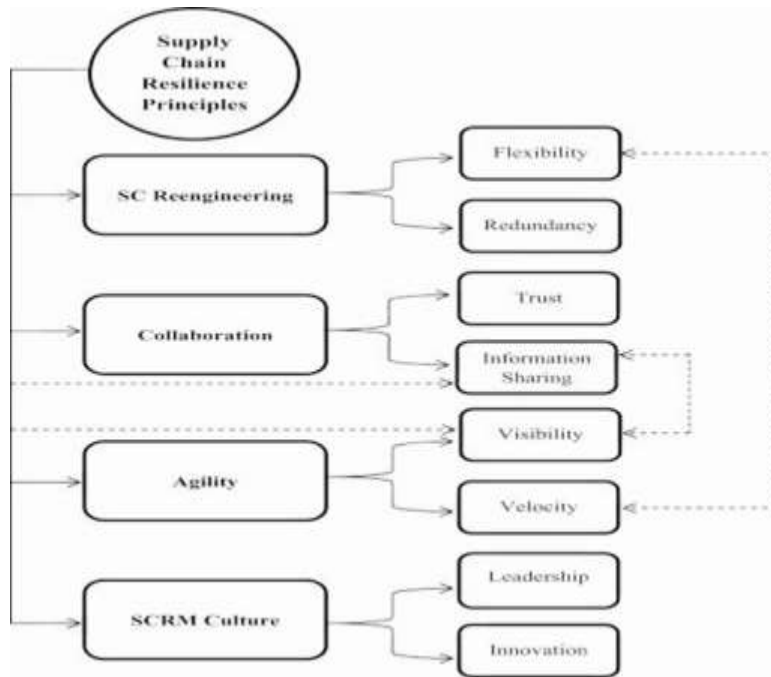 Supply
Chain
Resilience
Principles
Flexibility
SC Reengineering
Redundancy
Trust
Collaboration
Information
Sharing
Visibility
Agility
Velocity
Leadership
SCRM Culture
Innovation